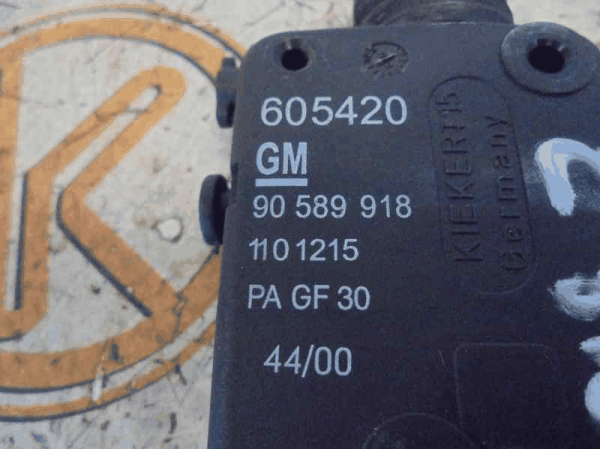 605420
GM
90 589 918
1101215
PA GF 30
44/00
KIEKERT
Germany